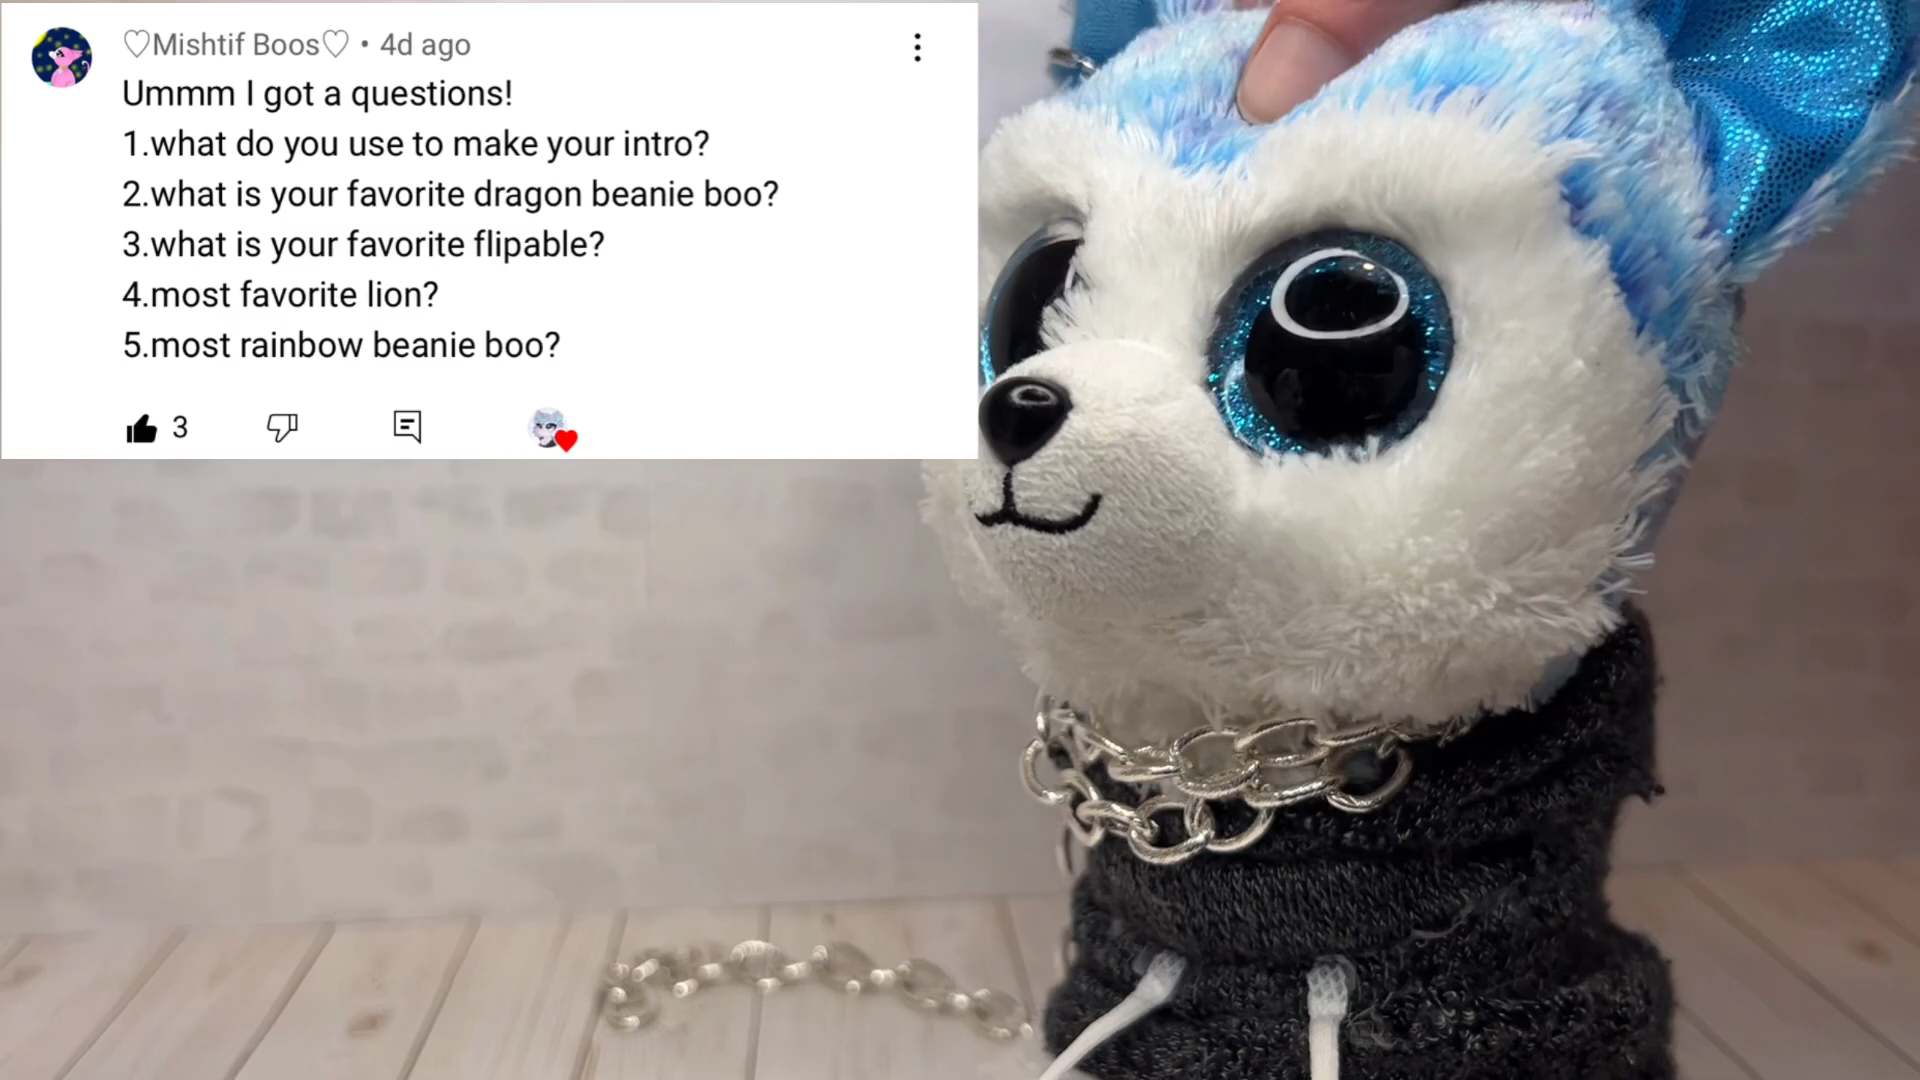 ♡Mishtif Boos♡ • 4d ago
Ummm I got a questions!
1.what do you use to make your intro?
2.what is your favorite dragon beanie boo?
3.what is your favorite flipable?
4.most favorite lion?
5.most rainbow beanie boo?
3